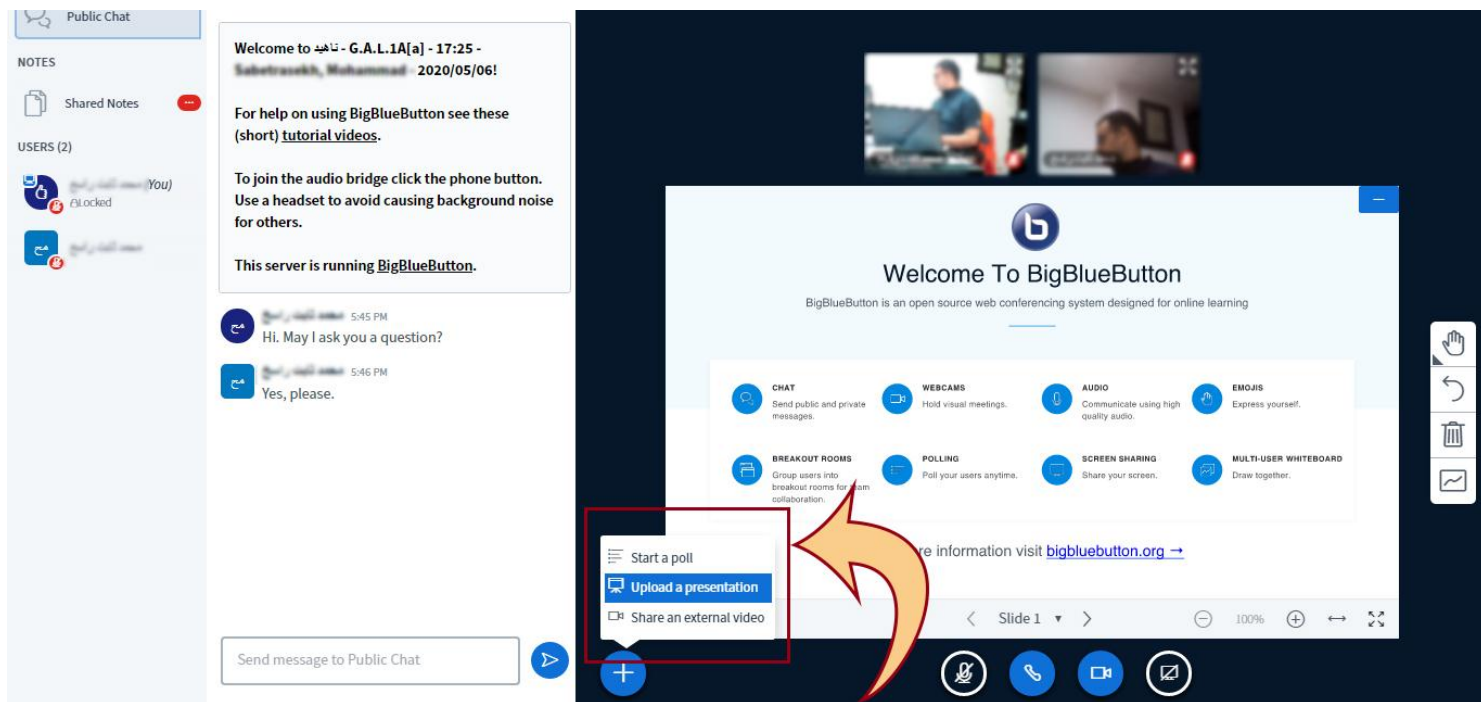 Public Chat
NOTES
Shared Notes
USERS (2)
(You)
Locked
مح
Welcome to ناهید - G.A.L.1A[a] - 17:25 -
Sabetrasekh, Mohammad - 2020/05/06!
For help on using BigBlueButton see these
(short) tutorial videos.
To join the audio bridge click the phone button.
Use a headset to avoid causing background noise
for others.
This server is running BigBlueButton.
مح
5:45 PM
Hi. May I ask you a question?
مح
5:46 PM
Yes, please.
Send message to Public Chat
b
Welcome To BigBlueButton
BigBlueButton is an open source web conferencing system designed for online learning
CHAT
Send public and private
messages.
WEBCAMS
Hold visual meetings.
AUDIO
Communicate using high
quality audio.
EMOJIS
Express yourself.
BREAKOUT ROOMS
Group users into
breakout rooms for team
collaboration.
POLLING
Poll your users anytime.
SCREEN SHARING
Share your screen.
MULTI-USER WHITEBOARD
Draw together.
re information visit bigbluebutton.org →
Start a poll
Upload a presentation
Share an external video
Slide 1
100%